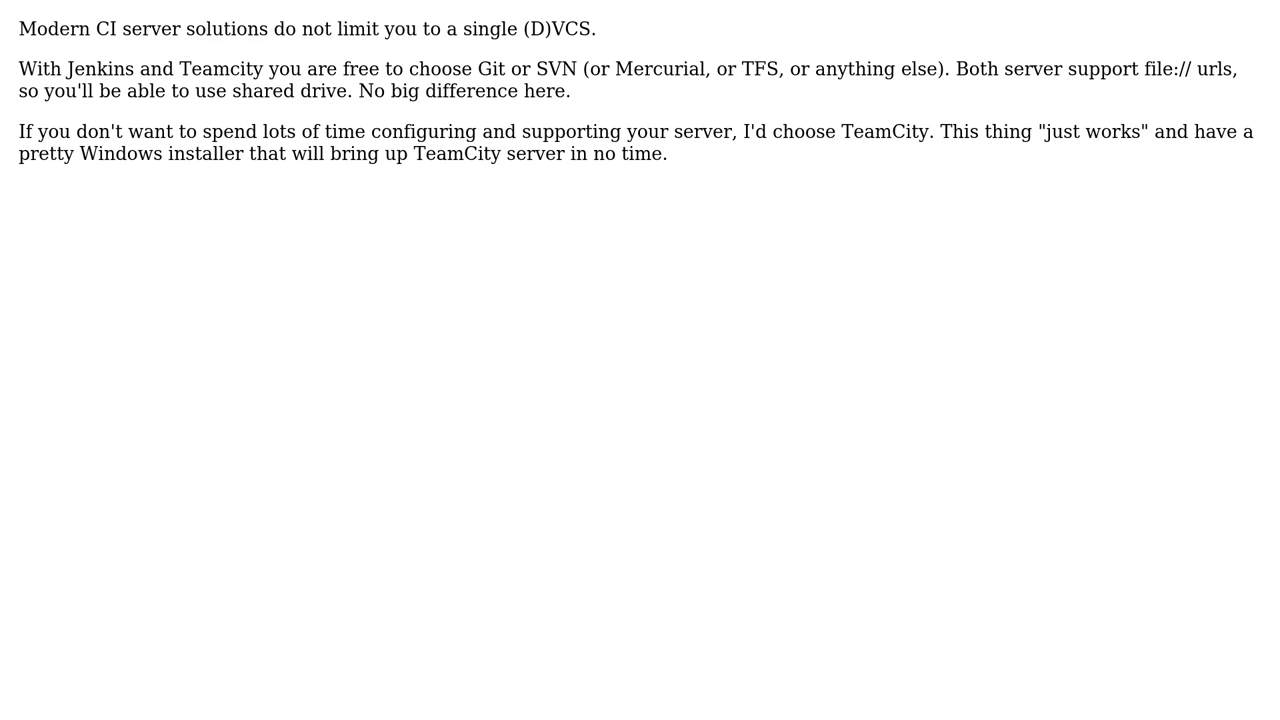 Modern CI server solutions do not limit you to a single (D)VCS.
With Jenkins and Teamcity you are free to choose Git or SVN (or Mercurial, or TFS, or anything else). Both server support file:// urls,
so you'll be able to use shared drive. No big difference here.
If you don't want to spend lots of time configuring and supporting your server, I'd choose TeamCity. This thing "just works" and have a
pretty Windows installer that will bring up TeamCity server in no time.